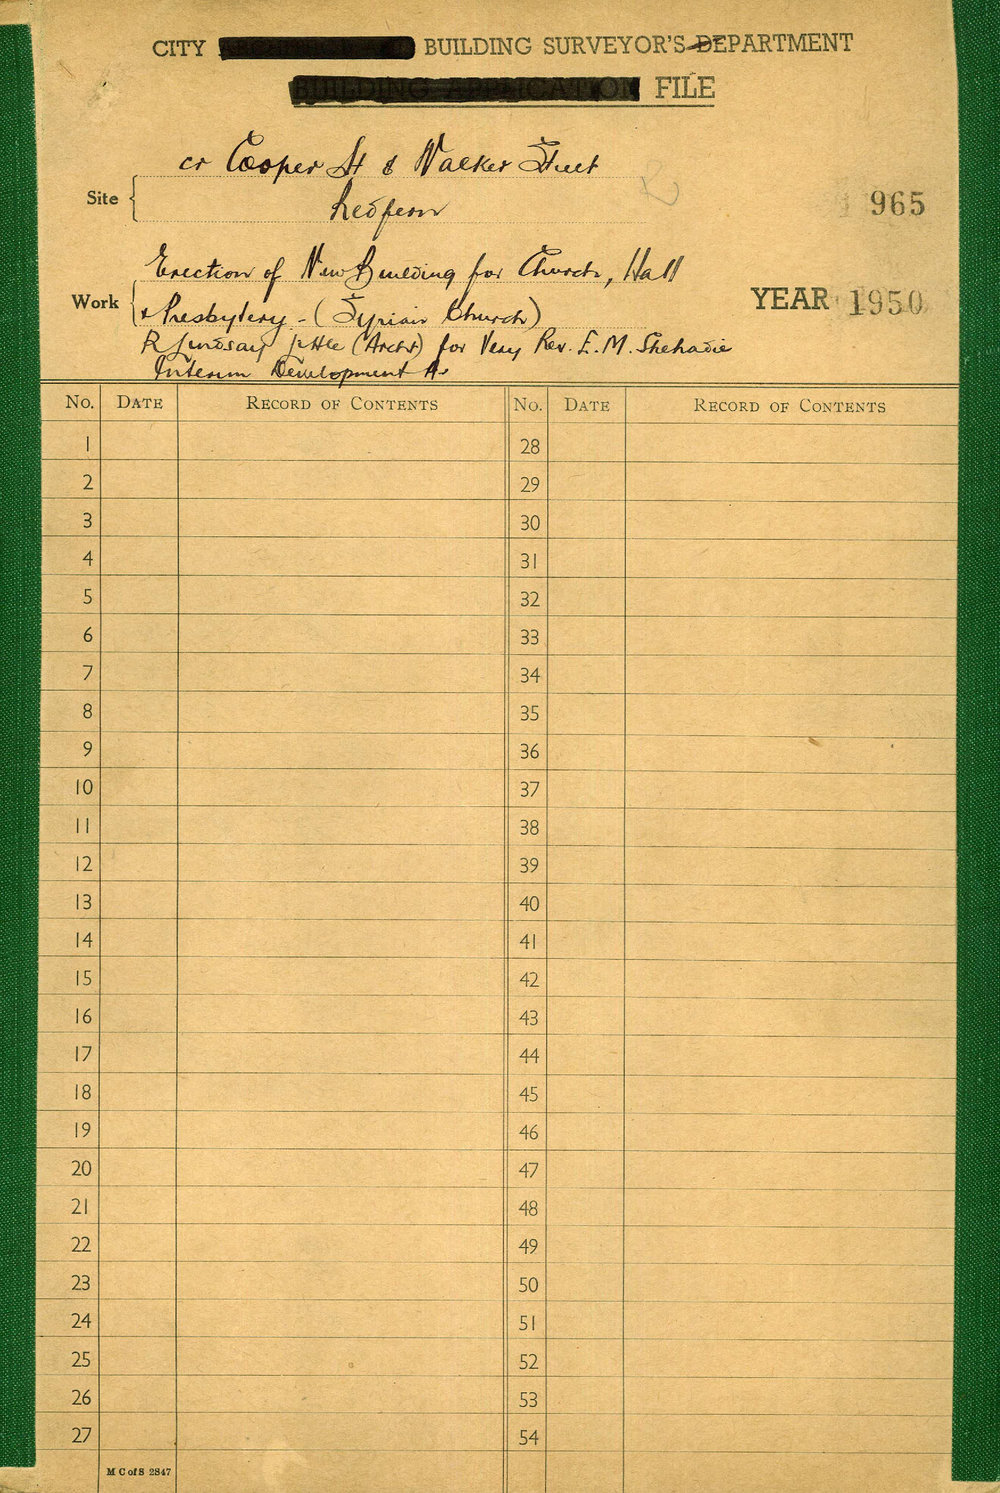 CITY ARCHITECT AND BUILDING SURVEYOR'S DEPARTMENT
BUILDING APPLICATION FILE
cr Cooper St & Walker Street
Site
Redfern
965
Erection of New Building for Church, Hall
Work
& Presbytery - (Syrian Church)
YEAR 1950
R Lindsay Little (Archt) for Very Rev. E. M. Shehadie
Interim Development A.
No. DATE RECORD OF CONTENTS No. DATE RECORD OF CONTENTS
1 28
2 29
3 30
4 31
5 32
6 33
7 34
8 35
9 36
10 37
11 38
12 39
13 40
14 41
15 42
16 43
17 44
18 45
19 46
20 47
21 48
22 49
23 50
24 51
25 52
26 53
27 54
M C of S 2847